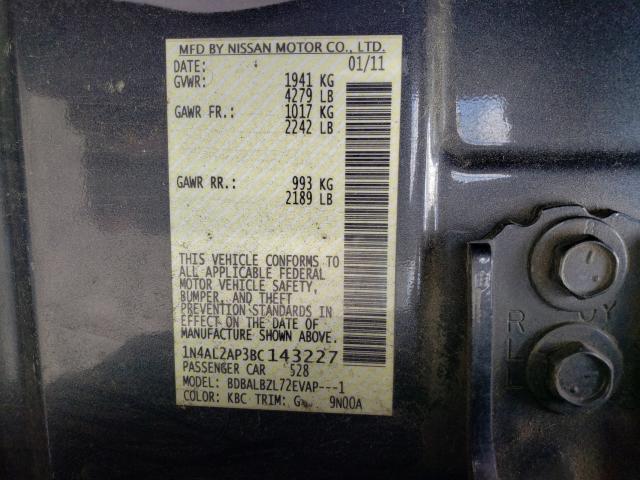 MFD BY NISSAN MOTOR CO., LTD.
DATE: 01/11
GVWR: 1941 KG
4279 LB
GAWR FR.: 1017 KG
2242 LB
GAWR RR.: 993 KG
2189 LB
THIS VEHICLE CONFORMS TO
ALL APPLICABLE FEDERAL
MOTOR VEHICLE SAFETY,
BUMPER, AND THEFT
PREVENTION STANDARDS IN
EFFECT ON THE DATE OF
MANUFACTURE SHOWN ABOVE.
1N4AL2AP3BC143227
PASSENGER CAR 528
MODEL: BDBALBZL72EVAP---1
COLOR: KBC TRIM: G 9N00A